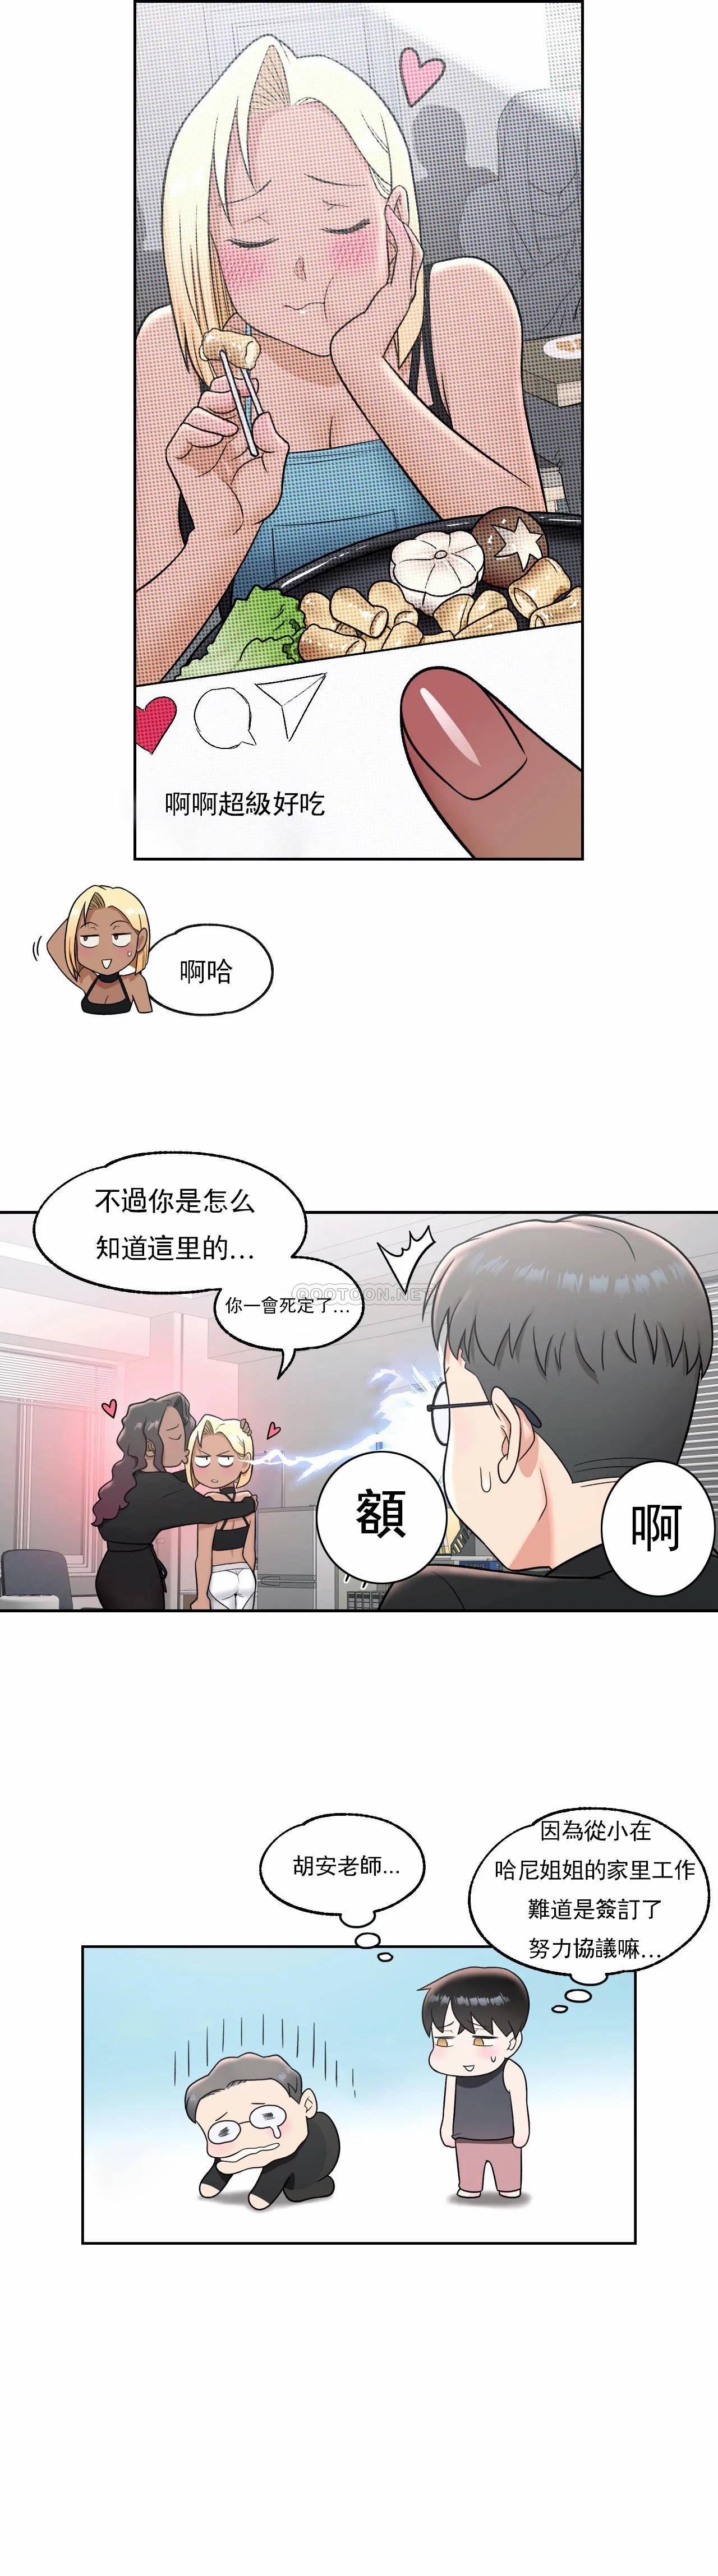 啊啊超級好吃
啊哈
不過你是怎么
知道這里的...
你一會死定了...
GOOTOON.NET
額
啊
胡安老師...
因為從小在
哈尼姐姐的家里工作
難道是簽訂了
努力協議嘛...